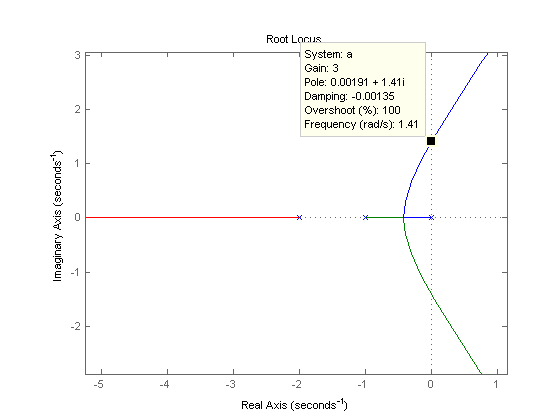 Root Locus
System: a
Gain: 3
Pole: 0.00191 + 1.41i
Damping: -0.00135
Overshoot (%): 100
Frequency (rad/s): 1.41
3
2
1
0
-1
-2
Imaginary Axis (seconds⁻¹)
-5 -4 -3 -2 -1 0 1
Real Axis (seconds⁻¹)